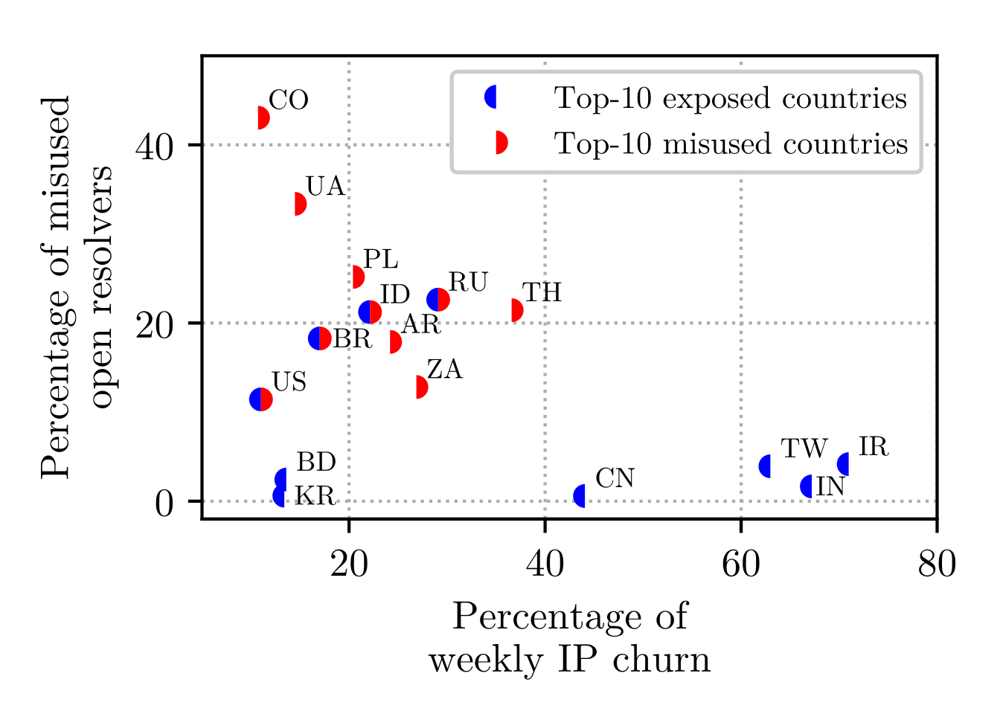 Top-10 exposed countries
Top-10 misused countries
CO
UA
PL
ID
RU
TH
AR
BR
ZA
US
BD
KR
CN
TW
IR
IN
40
20
0
20
40
60
80
Percentage of misused
open resolvers
Percentage of
weekly IP churn